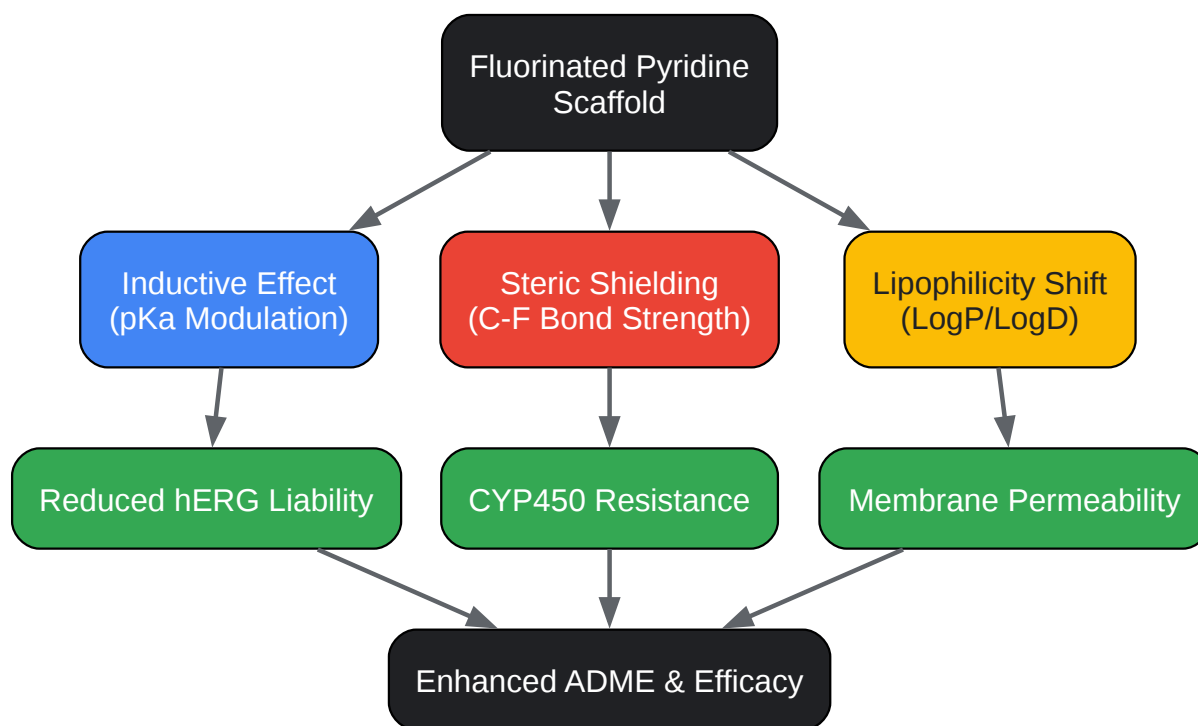 Fluorinated Pyridine
Scaffold
Inductive Effect
(pKa Modulation)
Steric Shielding
(C-F Bond Strength)
Lipophilicity Shift
(LogP/LogD)
Reduced hERG Liability
CYP450 Resistance
Membrane Permeability
Enhanced ADME & Efficacy